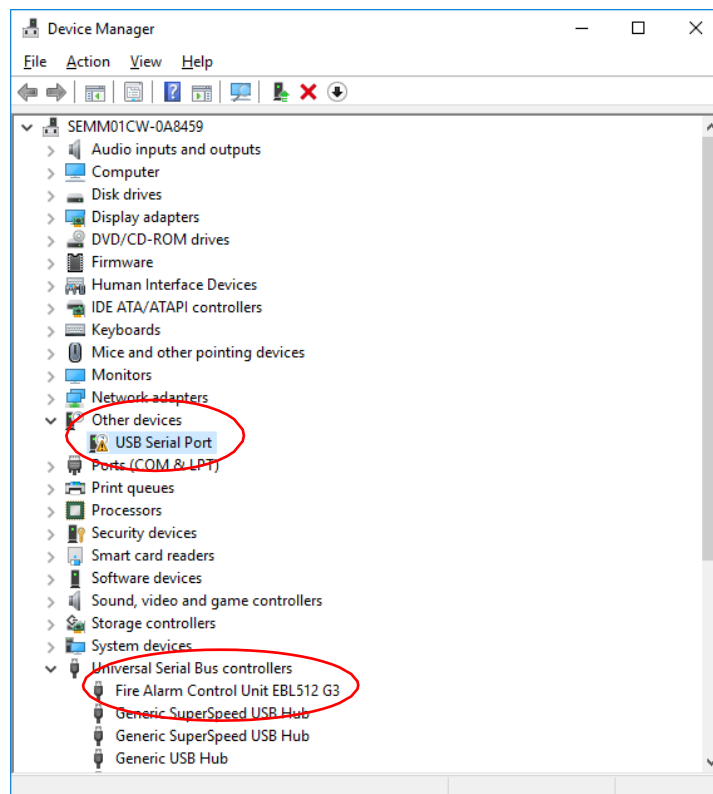 Device Manager
File Action View Help
SEMM01CW-0A8459
Audio inputs and outputs
Computer
Disk drives
Display adapters
DVD/CD-ROM drives
Firmware
Human Interface Devices
IDE ATA/ATAPI controllers
Keyboards
Mice and other pointing devices
Monitors
Network adapters
Other devices
USB Serial Port
Ports (COM & LPT)
Print queues
Processors
Security devices
Smart card readers
Software devices
Sound, video and game controllers
Storage controllers
System devices
Universal Serial Bus controllers
Fire Alarm Control Unit EBL512 G3
Generic SuperSpeed USB Hub
Generic SuperSpeed USB Hub
Generic USB Hub